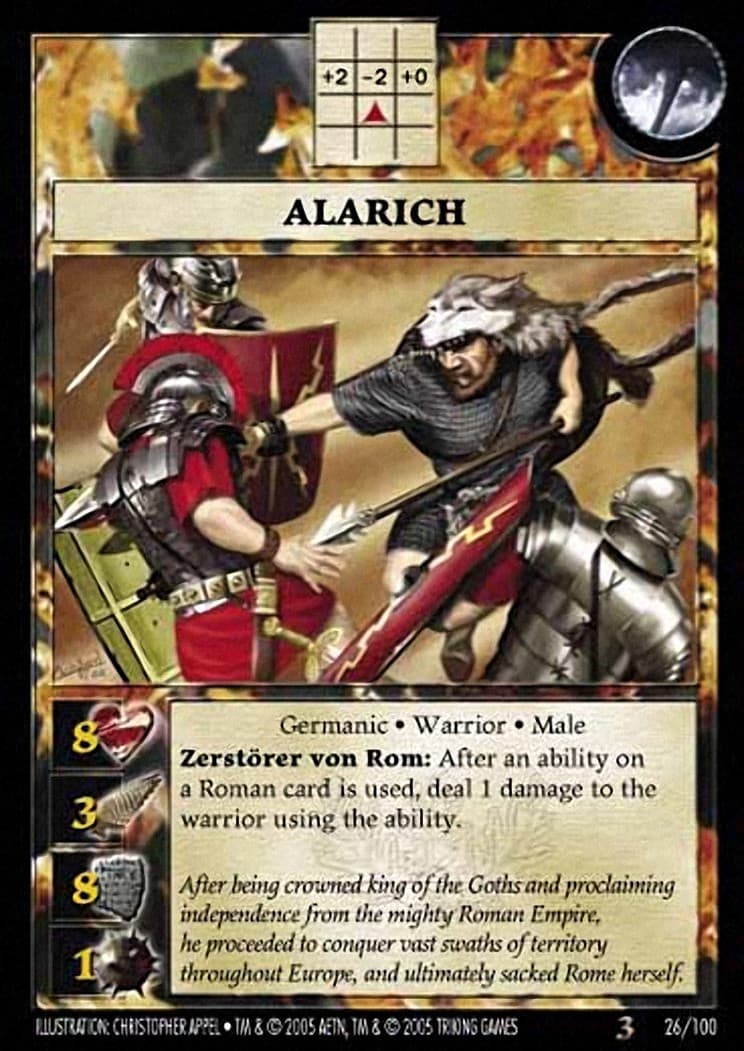 +2 -2 +0
ALARICH
8
3
8
1
Germanic • Warrior • Male
Zerstörer von Rom: After an ability on
a Roman card is used, deal 1 damage to the
warrior using the ability.
After being crowned king of the Goths and proclaiming
independence from the mighty Roman Empire,
he proceeded to conquer vast swaths of territory
throughout Europe, and ultimately sacked Rome herself.
ILLUSTRATION: CHRISTOPHER APPEL • TM & © 2005 AETN, TM & © 2005 TRIKING GAMES
3 26/100